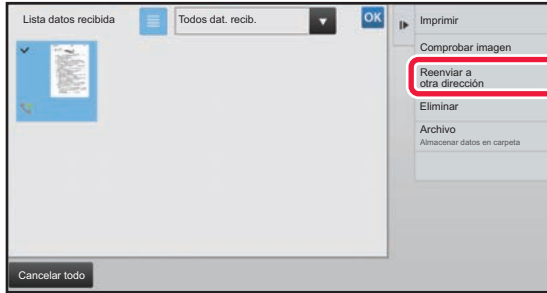 Lista datos recibida
Todos dat. recib.
OK
Imprimir
Comprobar imagen
Reenviar a
otra dirección
Eliminar
Archivo
Almacenar datos en carpeta
Cancelar todo